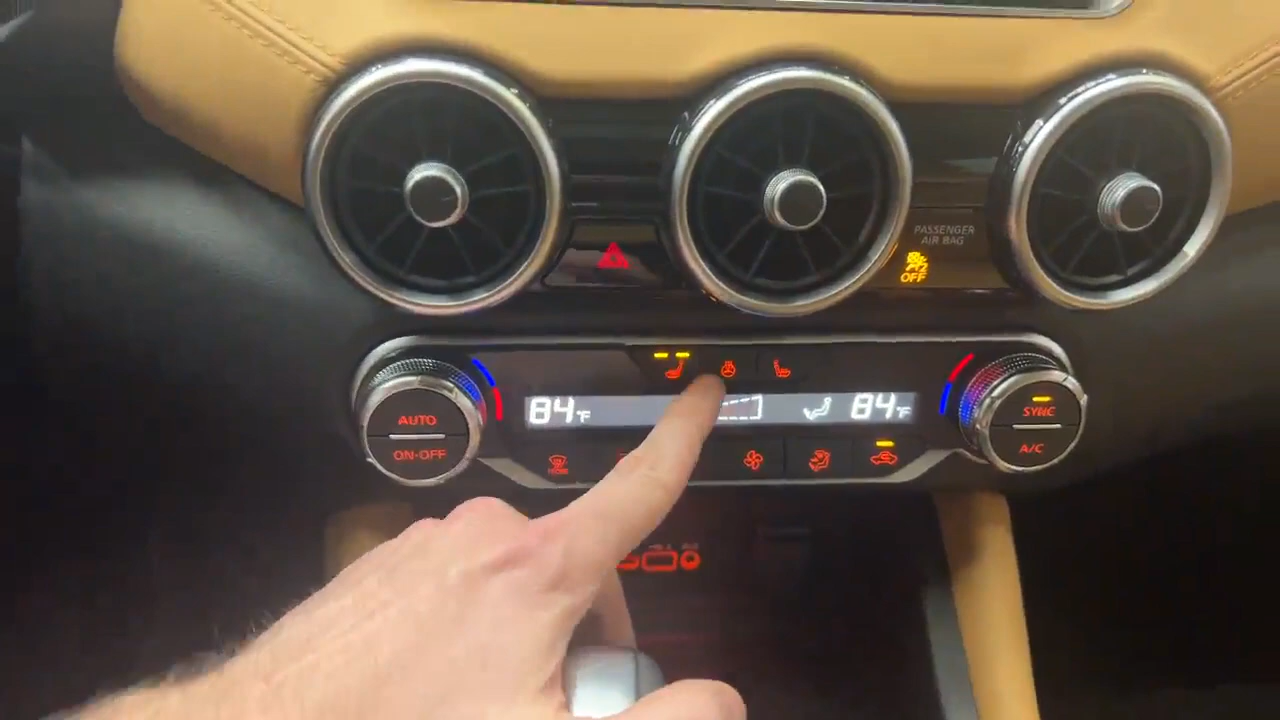 PASSENGER
AIR BAG
OFF
84°F
84°F
AUTO
ON·OFF
SYNC
A/C